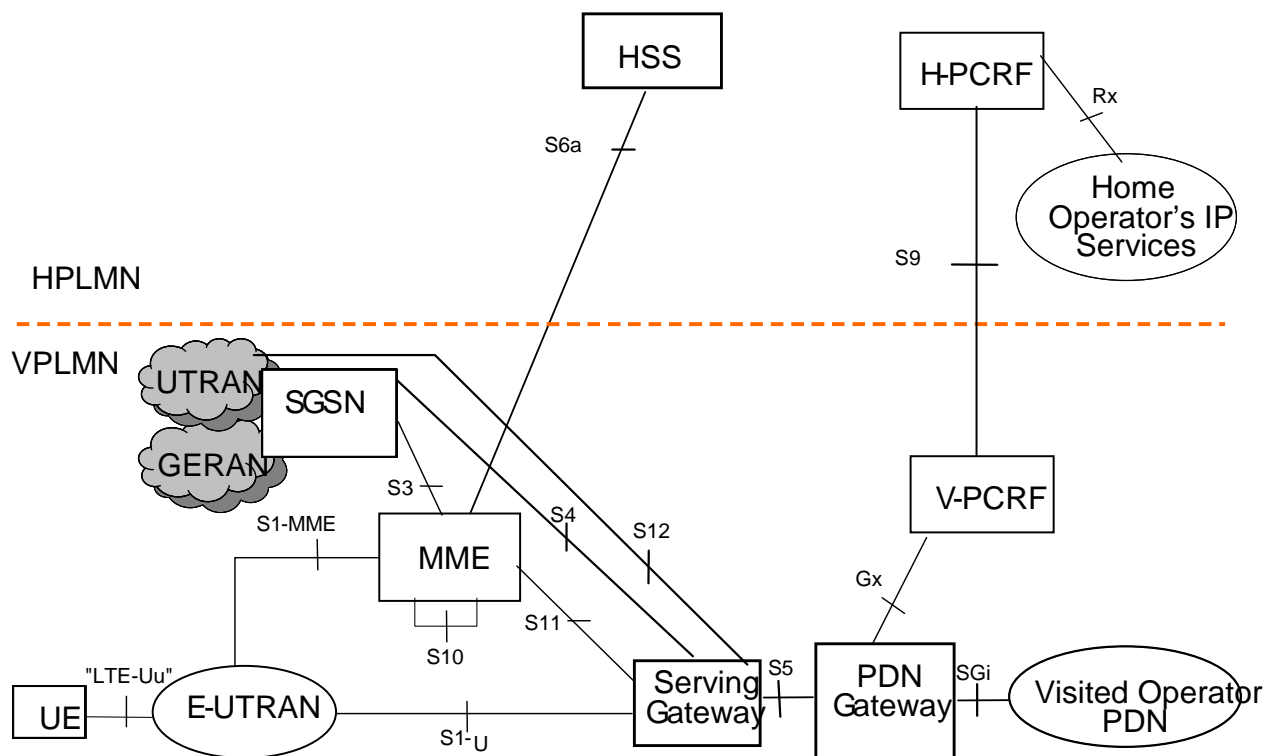 HSS
H-PCRF
Rx
S6a
Home
Operator's IP
Services
S9
HPLMN
VPLMN
UTRAN
SGSN
GERAN
S3
V-PCRF
S1-MME
S4
S12
MME
Gx
S11
S10
"LTE-Uu"
S5
SGi
UE
E-UTRAN
Serving
Gateway
PDN
Gateway
Visited Operator
PDN
S1-U